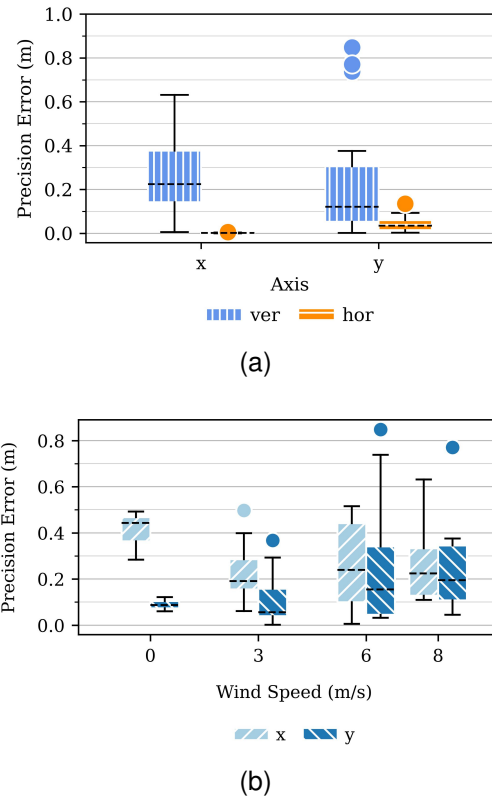 1.0
0.8
0.6
0.4
0.2
0.0
Precision Error (m)
x y
Axis
ver hor
(a)
0.8
0.6
0.4
0.2
0.0
Precision Error (m)
0 3 6 8
Wind Speed (m/s)
x y
(b)